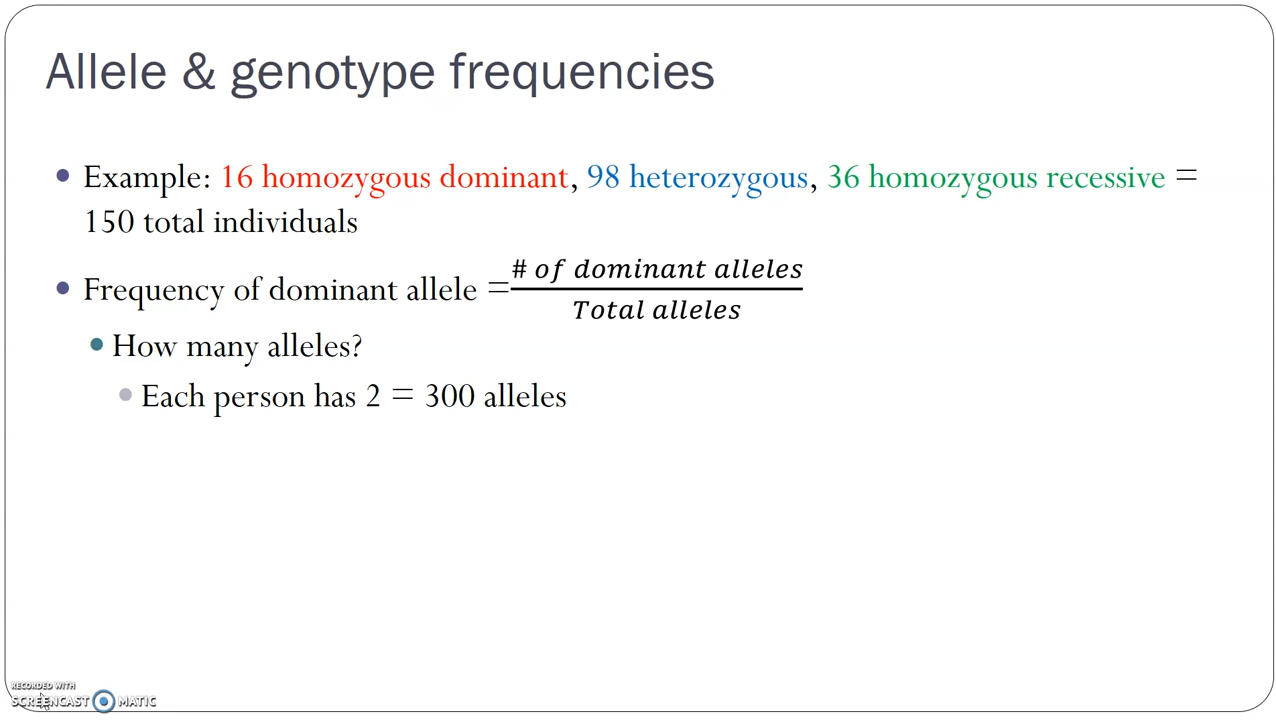 Allele & genotype frequencies
Example: 16 homozygous dominant, 98 heterozygous, 36 homozygous recessive =
150 total individuals
Frequency of dominant allele = # of dominant alleles
Total alleles
How many alleles?
Each person has 2 = 300 alleles
RECORDED WITH
SCREENCAST MATIC